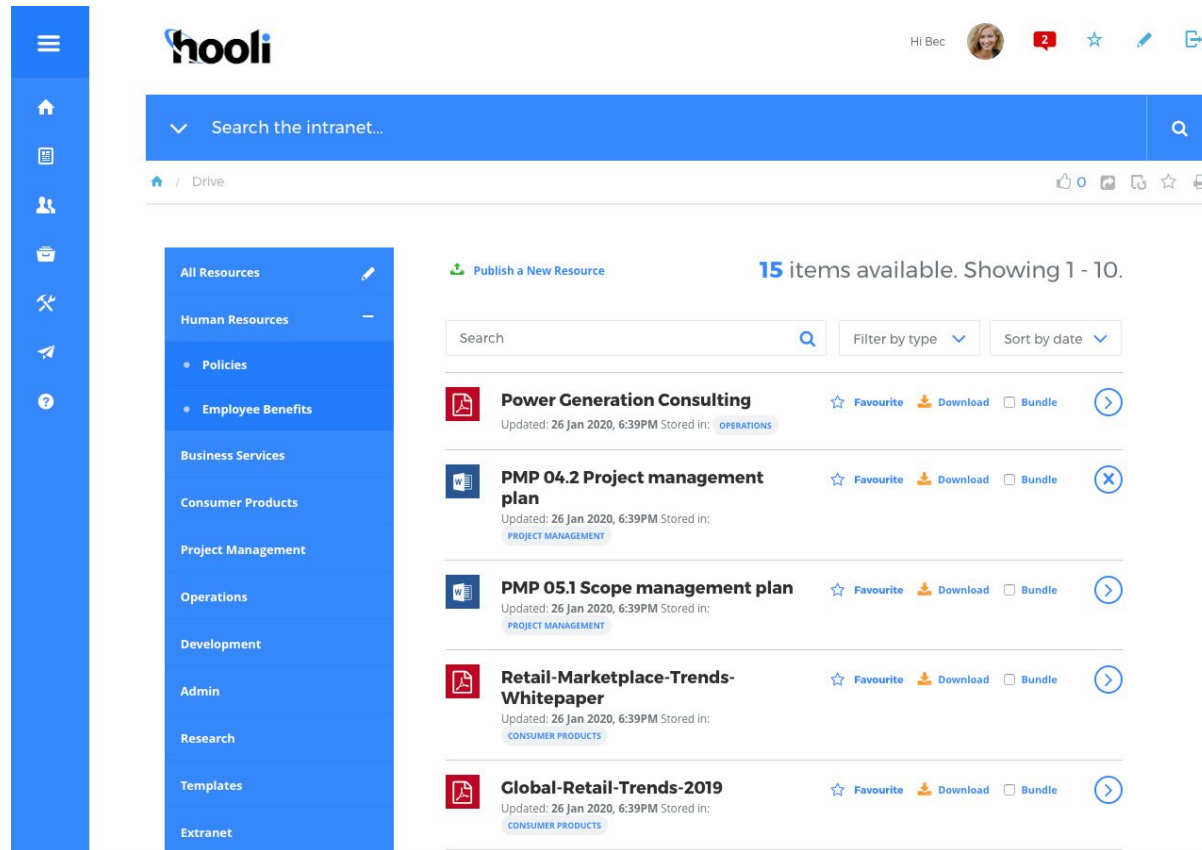 hooli
Hi Bec
2
Search the intranet...
/ Drive
0
All Resources
Human Resources
Policies
Employee Benefits
Business Services
Consumer Products
Project Management
Operations
Development
Admin
Research
Templates
Extranet
Publish a New Resource
15 items available. Showing 1 - 10.
Search
Filter by type
Sort by date
Power Generation Consulting
Favourite Download Bundle
Updated: 26 Jan 2020, 6:39PM Stored in: OPERATIONS
PMP 04.2 Project management
plan
Favourite Download Bundle
Updated: 26 Jan 2020, 6:39PM Stored in:
PROJECT MANAGEMENT
PMP 05.1 Scope management plan
Favourite Download Bundle
Updated: 26 Jan 2020, 6:39PM Stored in:
PROJECT MANAGEMENT
Retail-Marketplace-Trends-
Whitepaper
Favourite Download Bundle
Updated: 26 Jan 2020, 6:39PM Stored in:
CONSUMER PRODUCTS
Global-Retail-Trends-2019
Favourite Download Bundle
Updated: 26 Jan 2020, 6:39PM Stored in:
CONSUMER PRODUCTS